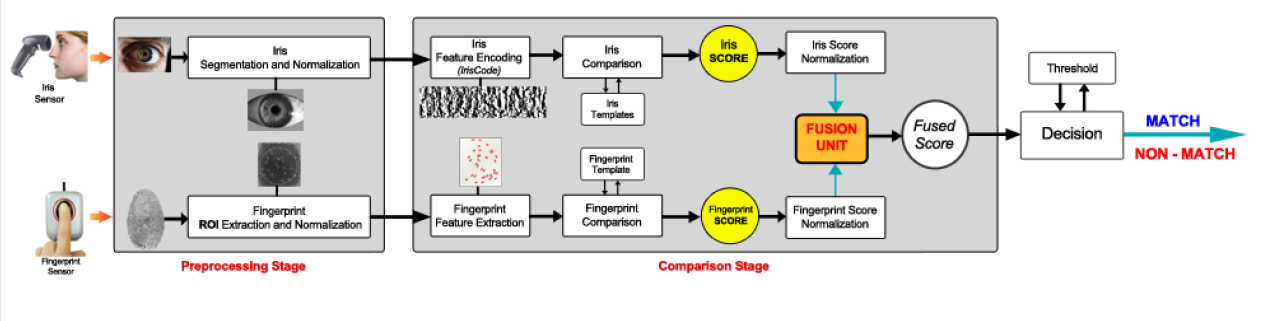 Iris
Sensor
Iris
Segmentation and Normalization
Iris
Feature Encoding
(IrisCode)
Iris
Comparison
Iris
Templates
Iris
SCORE
Iris Score
Normalization
FUSION
UNIT
Fused
Score
Threshold
Decision
MATCH
NON - MATCH
Fingerprint
Sensor
Fingerprint
ROI Extraction and Normalization
Fingerprint
Feature Extraction
Fingerprint
Template
Fingerprint
Comparison
Fingerprint
SCORE
Fingerprint Score
Normalization
Preprocessing Stage
Comparison Stage